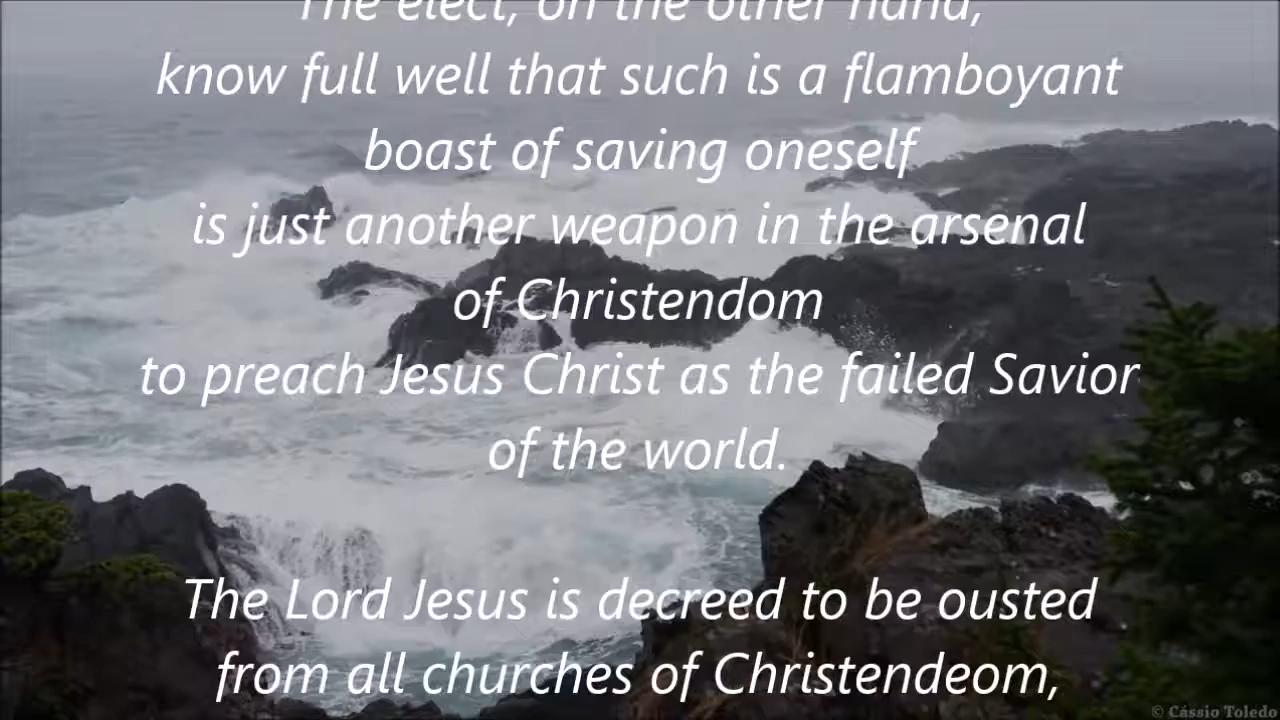 The elect, on the other hand,
know full well that such is a flamboyant
boast of saving oneself
is just another weapon in the arsenal
of Christendom
to preach Jesus Christ as the failed Savior
of the world.
The Lord Jesus is decreed to be ousted
from all churches of Christendeom,
© Cássio Toledo